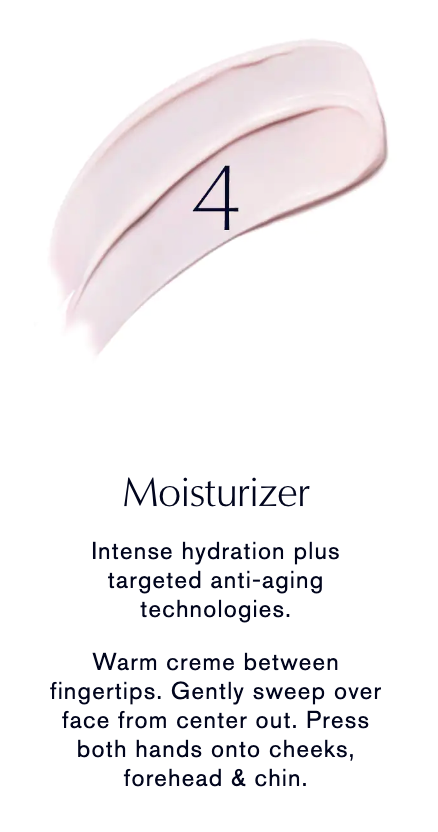 4
Moisturizer
Intense hydration plus
targeted anti-aging
technologies.
Warm creme between
fingertips. Gently sweep over
face from center out. Press
both hands onto cheeks,
forehead & chin.